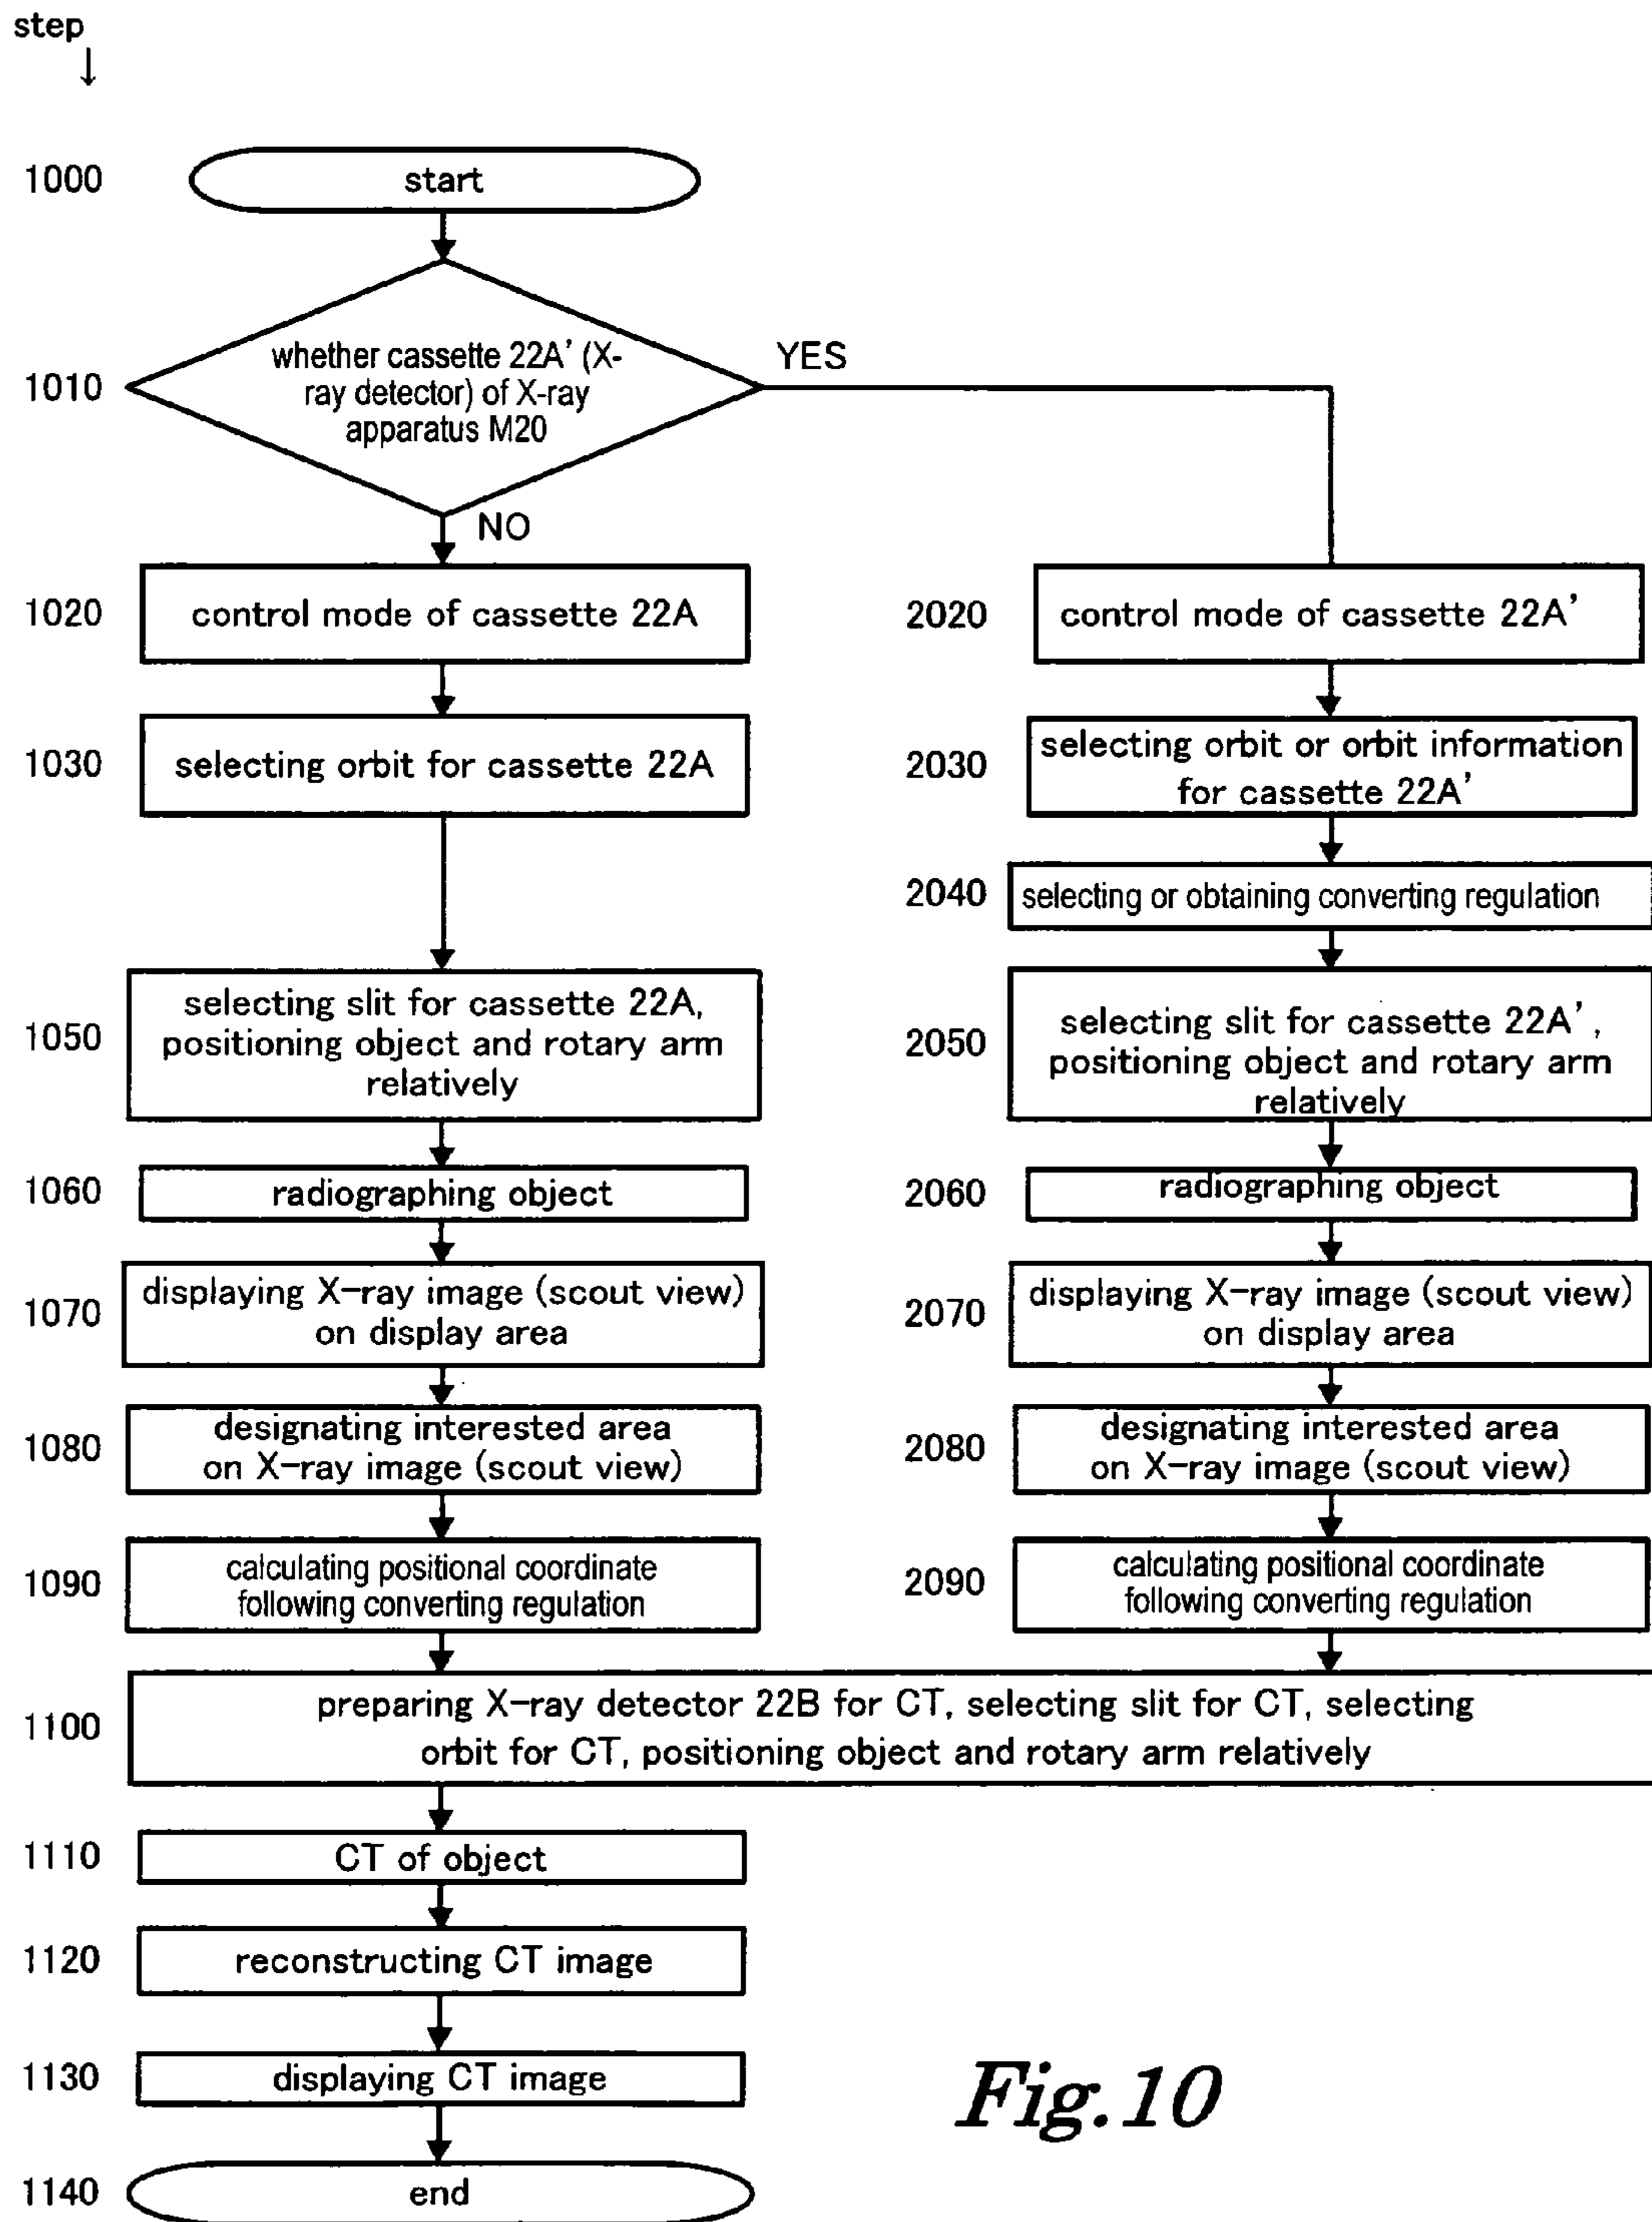 step
↓
1000
start
1010
whether cassette 22A' (X-
ray detector) of X-ray
apparatus M20
YES
NO
1020
control mode of cassette 22A
1030
selecting orbit for cassette 22A
1050
selecting slit for cassette 22A,
positioning object and rotary arm
relatively
1060
radiographing object
1070
displaying X-ray image (scout view)
on display area
1080
designating interested area
on X-ray image (scout view)
1090
calculating positional coordinate
following converting regulation
2020
control mode of cassette 22A'
2030
selecting orbit or orbit information
for cassette 22A'
2040
selecting or obtaining converting regulation
2050
selecting slit for cassette 22A',
positioning object and rotary arm
relatively
2060
radiographing object
2070
displaying X-ray image (scout view)
on display area
2080
designating interested area
on X-ray image (scout view)
2090
calculating positional coordinate
following converting regulation
1100
preparing X-ray detector 22B for CT, selecting slit for CT, selecting
orbit for CT, positioning object and rotary arm relatively
1110
CT of object
1120
reconstructing CT image
1130
displaying CT image
1140
end
Fig.10